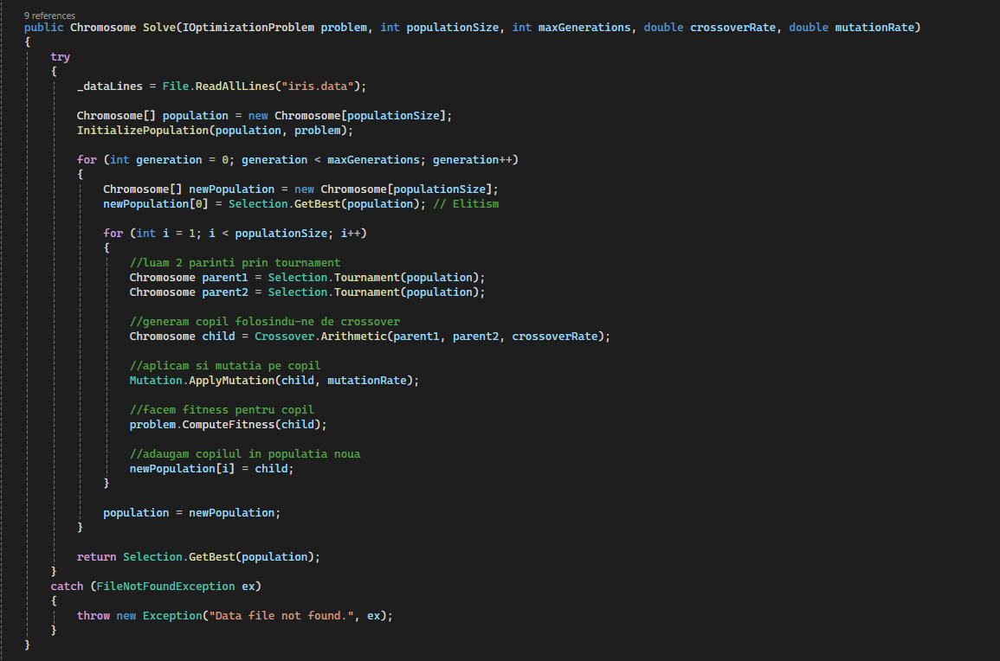 9 references
public Chromosome Solve(IOptimizationProblem problem, int populationSize, int maxGenerations, double crossoverRate, double mutationRate)
{
try
{
_dataLines = File.ReadAllLines("iris.data");
Chromosome[] population = new Chromosome[populationSize];
InitializePopulation(population, problem);
for (int generation = 0; generation < maxGenerations; generation++)
{
Chromosome[] newPopulation = new Chromosome[populationSize];
newPopulation[0] = Selection.GetBest(population); // Elitism
for (int i = 1; i < populationSize; i++)
{
//luam 2 parinti prin tournament
Chromosome parent1 = Selection.Tournament(population);
Chromosome parent2 = Selection.Tournament(population);
//generam copil folosindu-ne de crossover
Chromosome child = Crossover.Arithmetic(parent1, parent2, crossoverRate);
//aplicam si mutatia pe copil
Mutation.ApplyMutation(child, mutationRate);
//facem fitness pentru copil
problem.ComputeFitness(child);
//adaugam copilul in populatia noua
newPopulation[i] = child;
}
population = newPopulation;
}
return Selection.GetBest(population);
}
catch (FileNotFoundException ex)
{
throw new Exception("Data file not found.", ex);
}
}